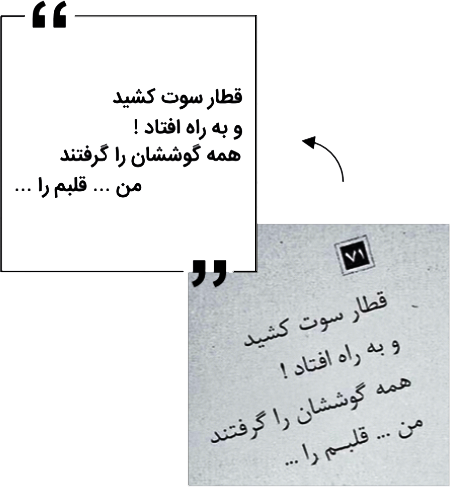 قطار سوت کشید
و به راه افتاد !
همه گوششان را گرفتند
من ... قلبم را ...
۷۱
قطار سوت کشید
و به راه افتاد !
همه گوششان را گرفتند
من ... قلبم را ...